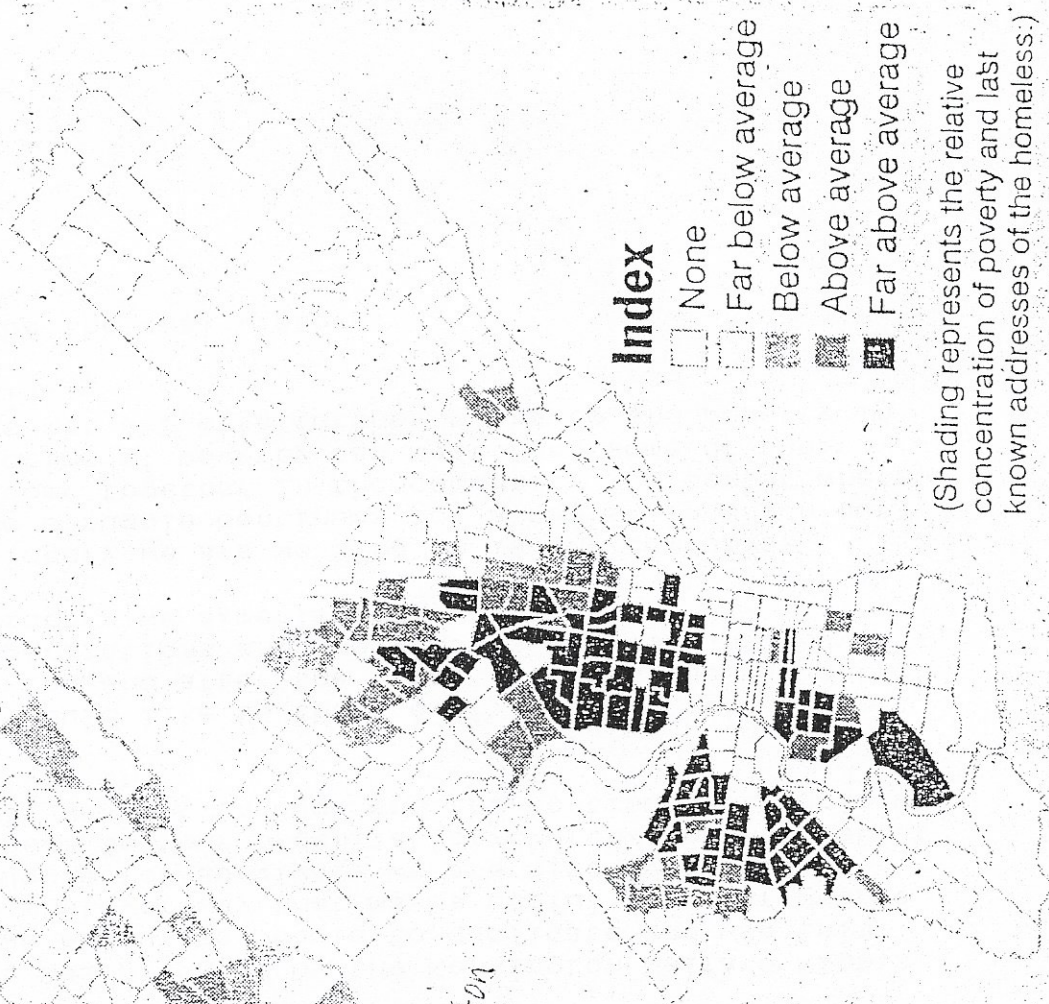 Index
None
Far below average
Below average
Above average
Far above average
(Shading represents the relative
concentration of poverty and last
known addresses of the homeless.)